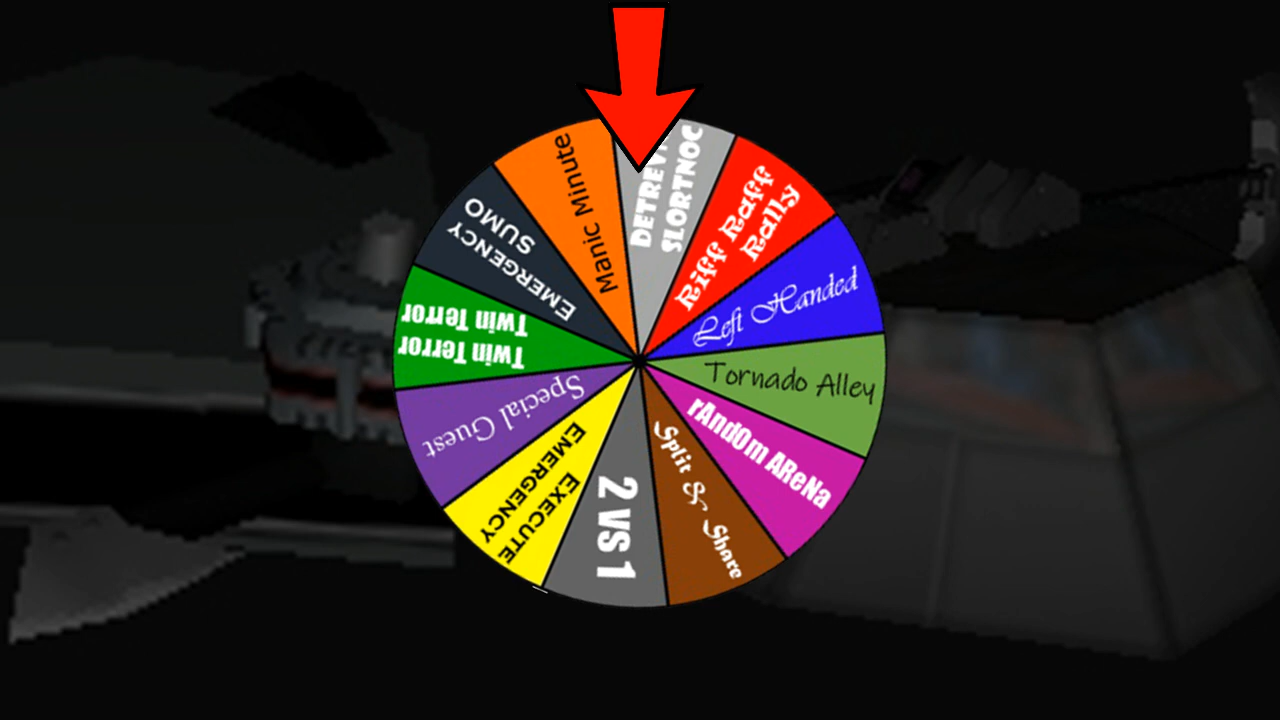 SLORTNOC
Riff Raff
Rally
Left Handed
Tornado Alley
rAndOm AReNa
Split & Share
2 VS 1
EXECUTE
EMERGENCY
Special Guest
Twin Terror
Twin Terror
EMERGENCY
SUMO
Manic Minute